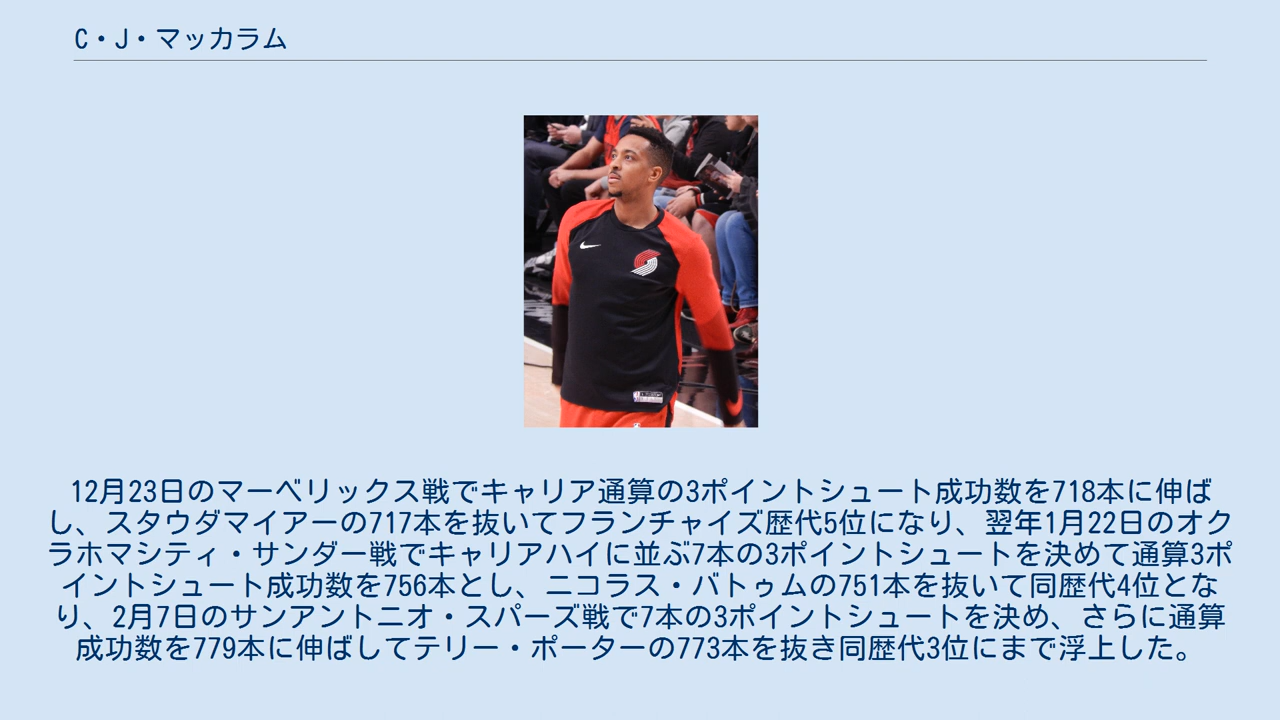 C・J・マッカラム
12月23日のマーベリックス戦でキャリア通算の3ポイントシュート成功数を718本に伸ば
し、スタウダマイアーの717本を抜いてフランチャイズ歴代5位になり、翌年1月22日のオク
ラホマシティ・サンダー戦でキャリアハイに並ぶ7本の3ポイントシュートを決めて通算3ポ
イントシュート成功数を756本とし、ニコラス・バトゥムの751本を抜いて同歴代4位とな
り、2月7日のサンアントニオ・スパーズ戦で7本の3ポイントシュートを決め、さらに通算
成功数を779本に伸ばしてテリー・ポーターの773本を抜き同歴代3位にまで浮上した。